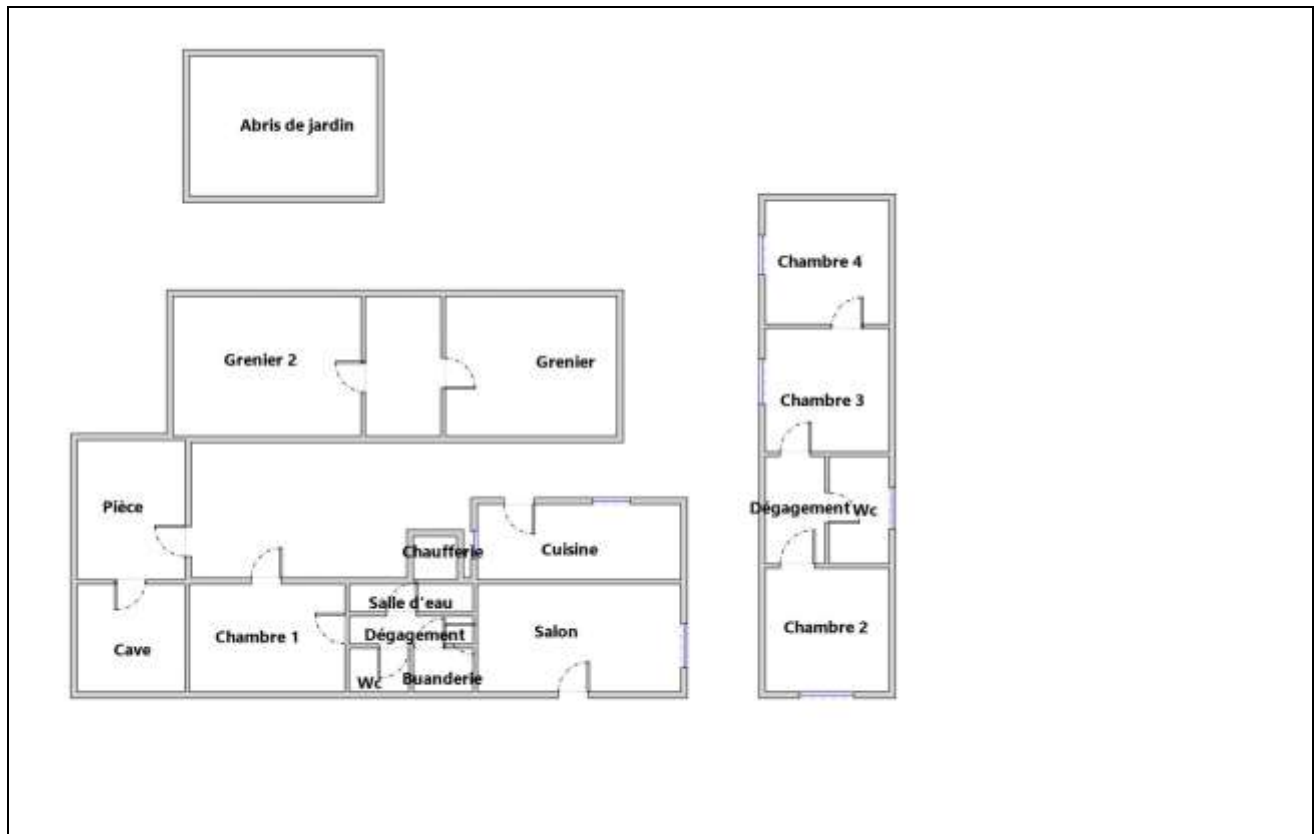 Abris de jardin
Chambre 4
Grenier 2
Grenier
Chambre 3
Pièce
Dégagement
Wc
Chaufferie
Cuisine
Salle d'eau
Chambre 2
Dégagement
Salon
Chambre 1
Cave
Wc
Buanderie